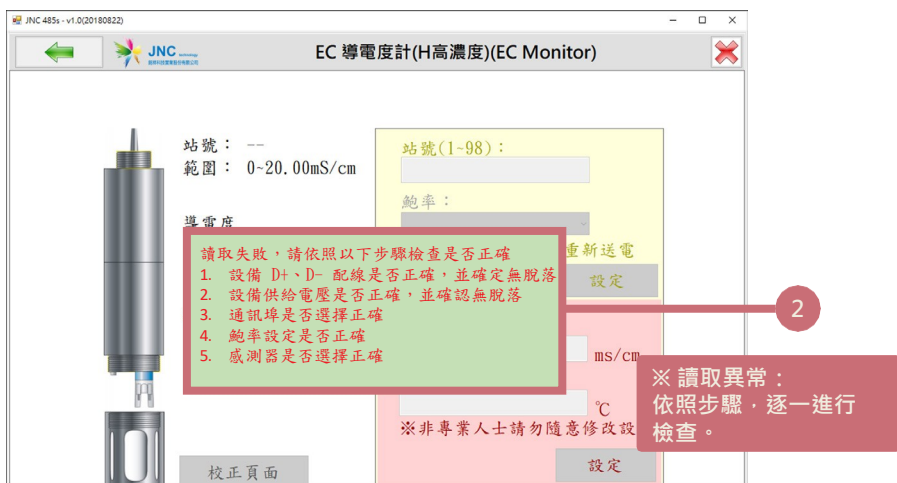 JNC 485s - v1.0(20180822)
JNC technology
EC 導電度計(H高濃度)(EC Monitor)
站號： --
範圍： 0~20.00mS/cm
導電度
站號(1~98)：
鮑率：
重新送電
設定
讀取失敗，請依照以下步驟檢查是否正確
1. 設備 D+、D- 配線是否正確，並確定無脫落
2. 設備供給電壓是否正確，並確認無脫落
3. 通訊埠是否選擇正確
4. 鮑率設定是否正確
5. 感測器是否選擇正確
2
ms/cm
℃
※非專業人士請勿隨意修改設
設定
校正頁面
※ 讀取異常：
依照步驟，逐一進行
檢查。